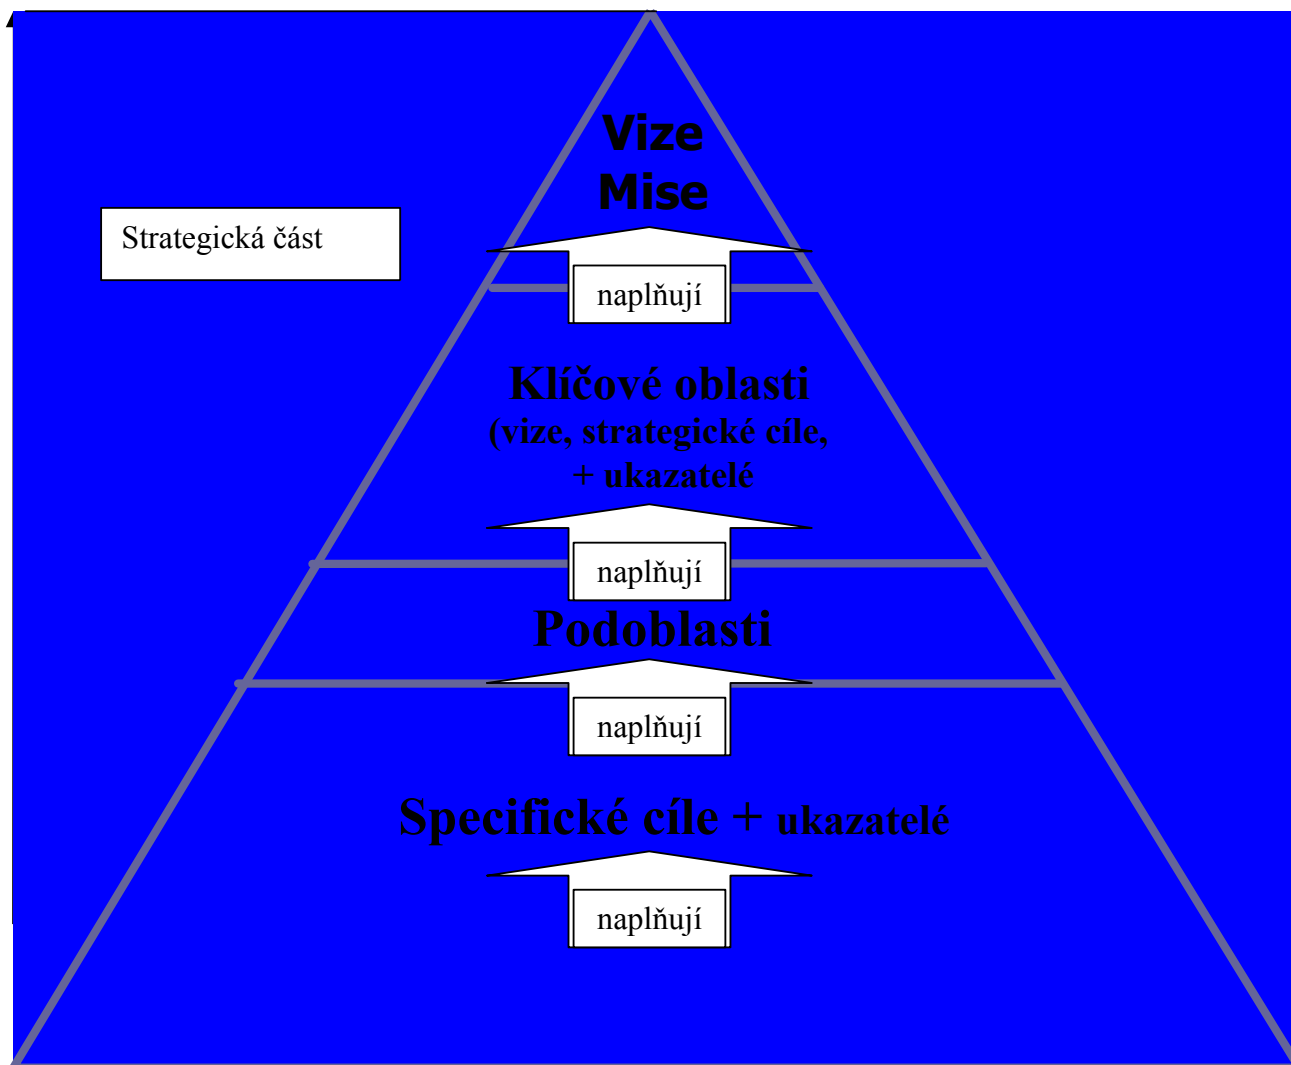 Vize
Mise
Strategická část
naplňují
Klíčové oblasti
(vize, strategické cíle,
+ ukazatelé
naplňují
Podoblasti
naplňují
Specifické cíle + ukazatelé
naplňují